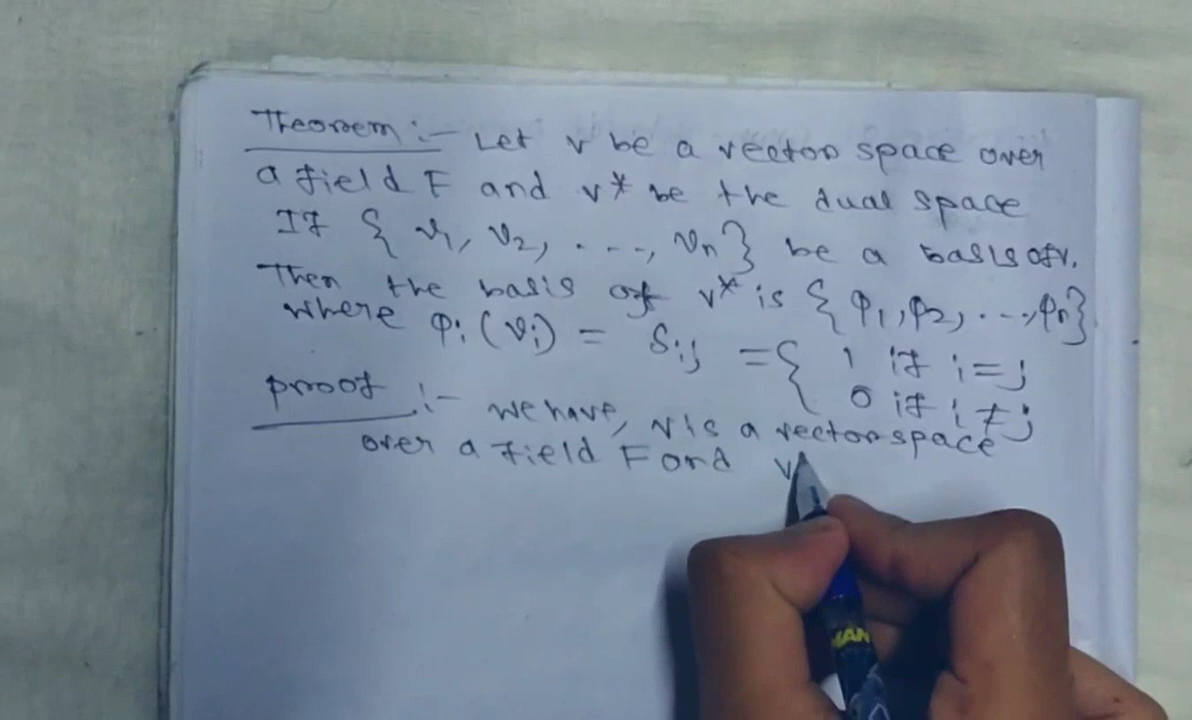 Theorem :- Let V be a vector space over
a field F and V* be the dual space
If { v1, v2, ...., vn} be a basis of V.
Then the basis of V* is {φ1, φ2, ...., φn}
where φi (vi) = δij = { 1 if i = j
0 if i ≠ j
Proof :- we have, V is a vector space
over a field F and V
MAN